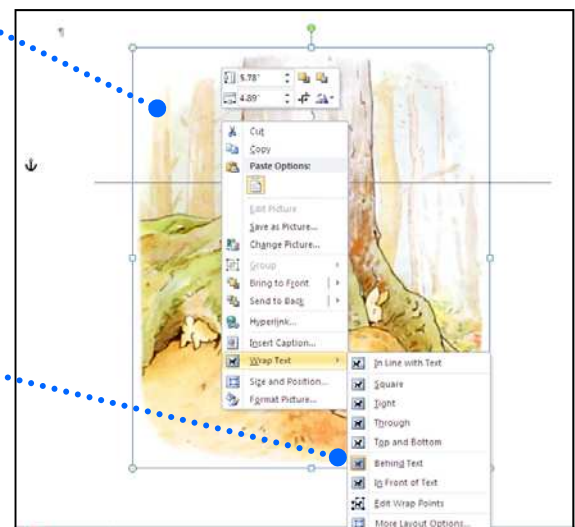 ¶
5.78"
4.89"
Cut
Copy
Paste Options:
Edit Picture
Save as Picture...
Change Picture...
Group
Bring to Front
Send to Back
Hyperlink...
Insert Caption...
Wrap Text
Size and Position...
Format Picture...
In Line with Text
Square
Tight
Through
Top and Bottom
Behind Text
In Front of Text
Edit Wrap Points
More Layout Options...